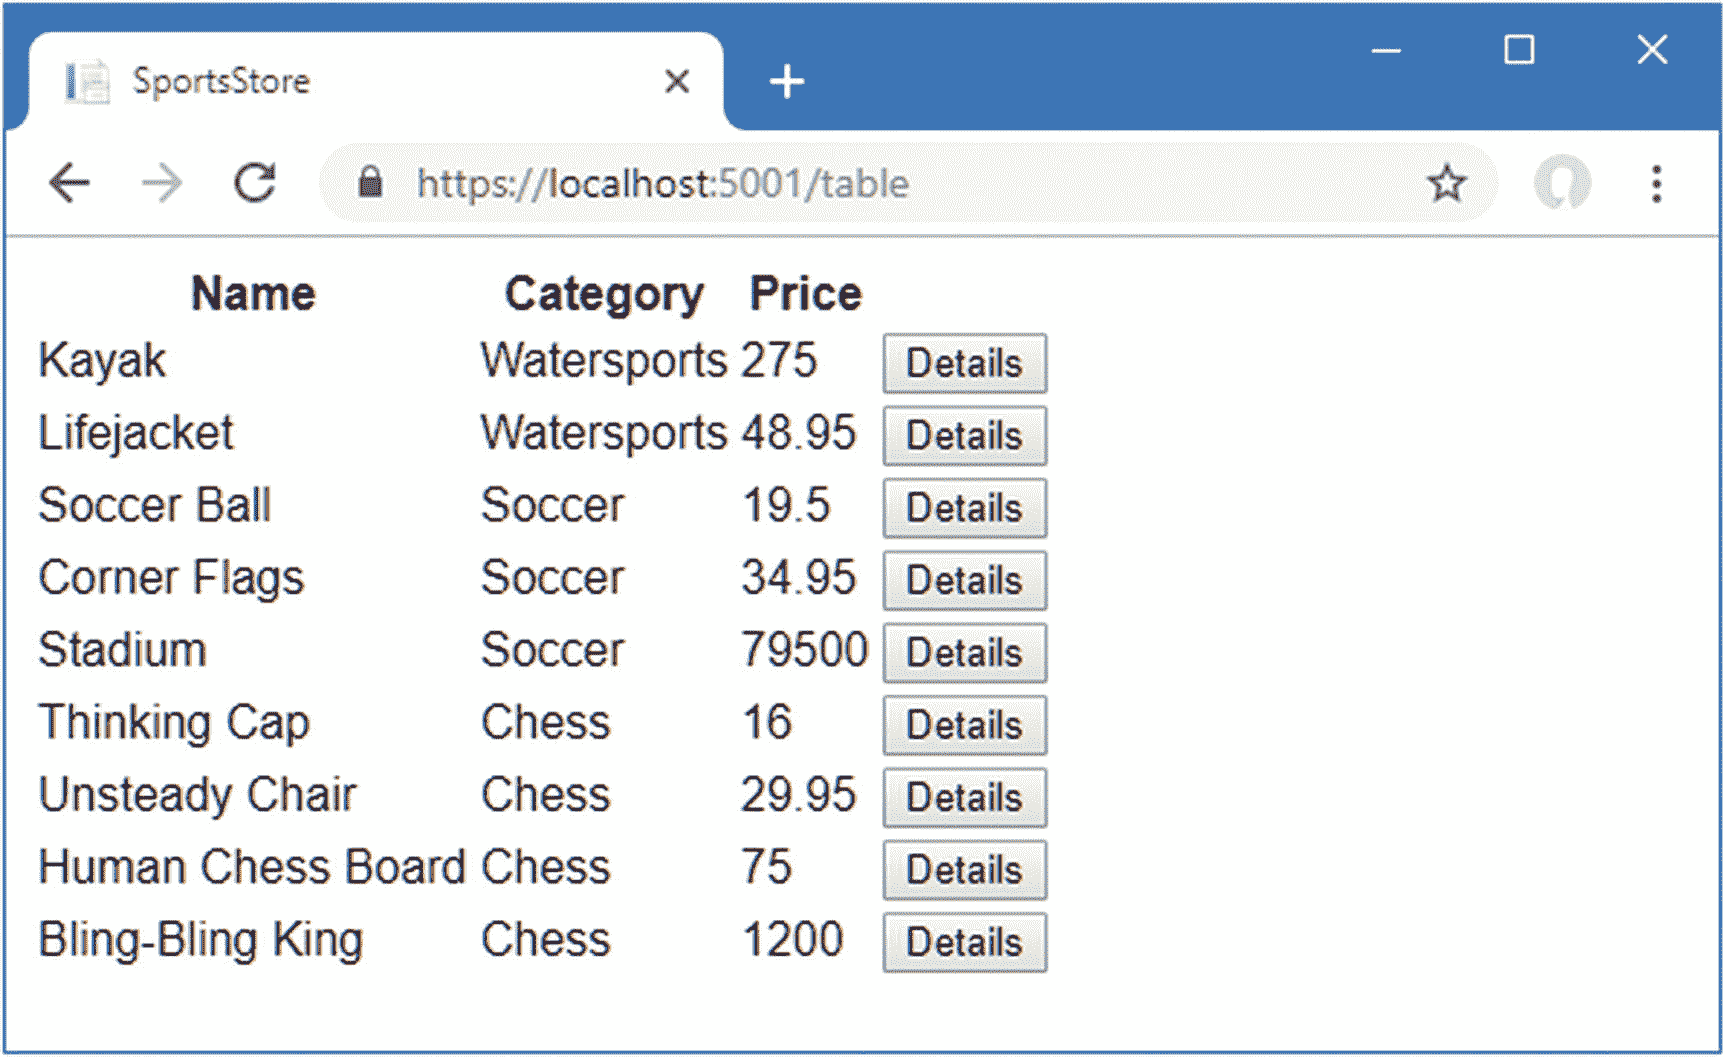 SportsStore
https://localhost:5001/table
Name Category Price
Kayak Watersports 275 Details
Lifejacket Watersports 48.95 Details
Soccer Ball Soccer 19.5 Details
Corner Flags Soccer 34.95 Details
Stadium Soccer 79500 Details
Thinking Cap Chess 16 Details
Unsteady Chair Chess 29.95 Details
Human Chess Board Chess 75 Details
Bling-Bling King Chess 1200 Details